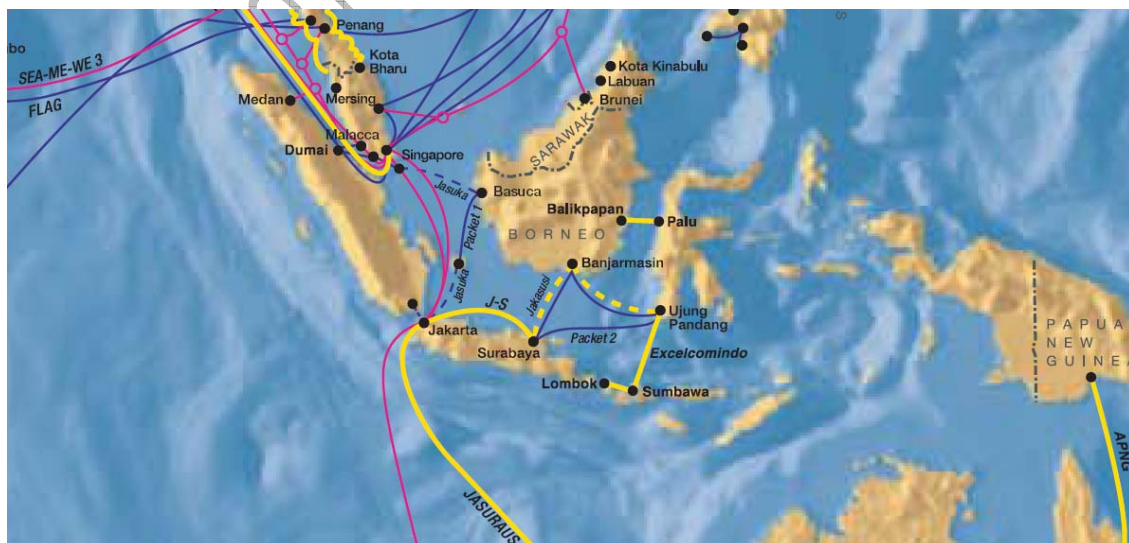 Penang
Kota
Bharu
bo
SEA-ME-WE 3
FLAG
Medan
Mersing
Malacca
Dumai
Singapore
Kota Kinabulu
Labuan
Brunei
SARAWAK
Jasuka
Basuca
Packet 1
Balikpapan
Palu
BORNEO
Jasuka
Banjarmasin
J-S
Jakasusi
Jakarta
Surabaya
Packet 2
Ujung
Pandang
Excelcomindo
Lombok
Sumbawa
PAPUA
NEW
GUINEA
JASURAUS
APNG
S